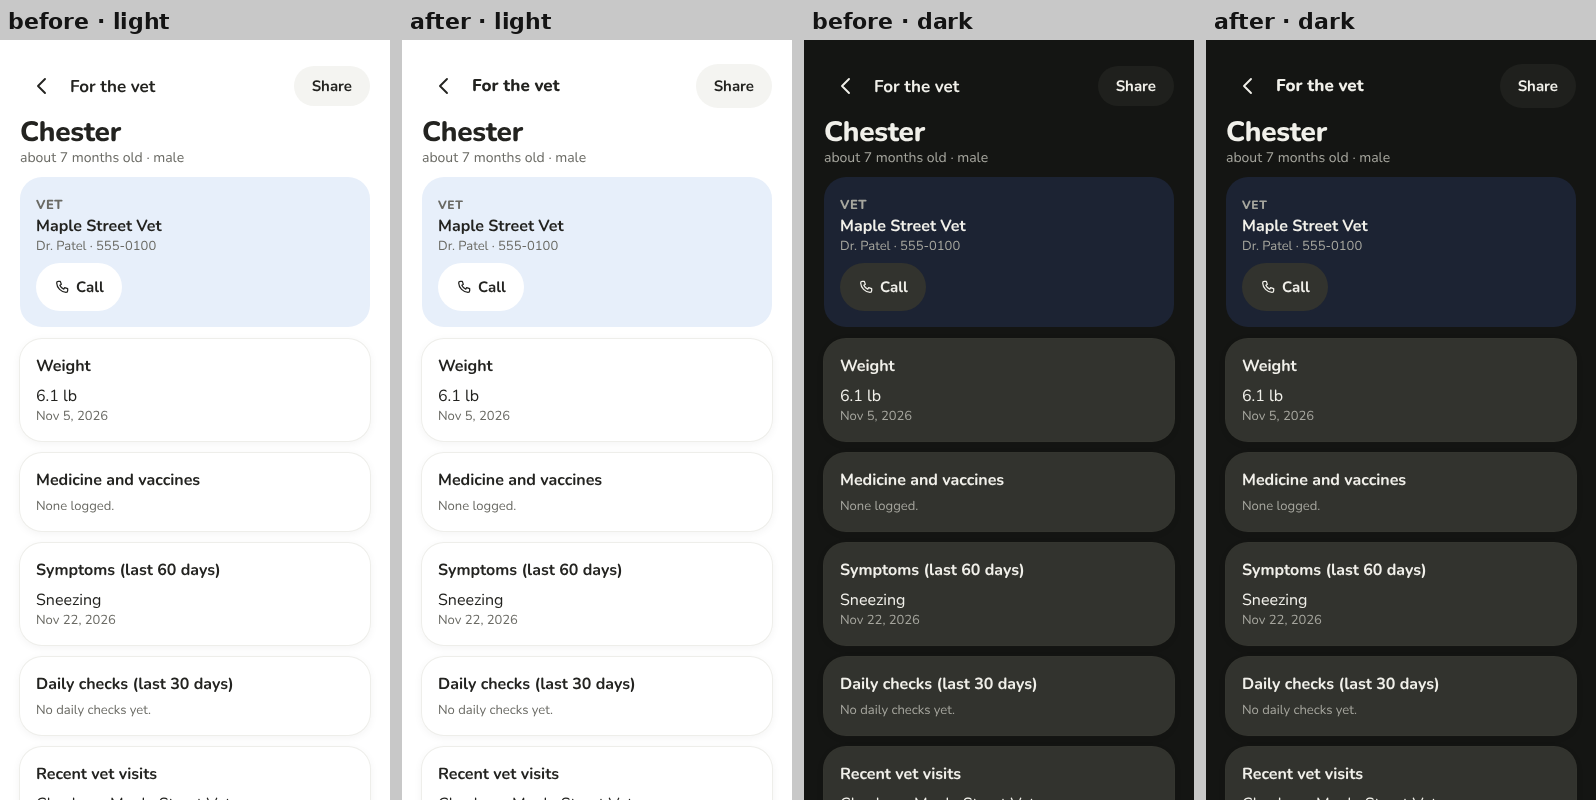 before · light
For the vet
Share
Chester
about 7 months old · male
VET
Maple Street Vet
Dr. Patel · 555-0100
Call
Weight
6.1 lb
Nov 5, 2026
Medicine and vaccines
None logged.
Symptoms (last 60 days)
Sneezing
Nov 22, 2026
Daily checks (last 30 days)
No daily checks yet.
Recent vet visits
after · light
For the vet
Share
Chester
about 7 months old · male
VET
Maple Street Vet
Dr. Patel · 555-0100
Call
Weight
6.1 lb
Nov 5, 2026
Medicine and vaccines
None logged.
Symptoms (last 60 days)
Sneezing
Nov 22, 2026
Daily checks (last 30 days)
No daily checks yet.
Recent vet visits
before · dark
For the vet
Share
Chester
about 7 months old · male
VET
Maple Street Vet
Dr. Patel · 555-0100
Call
Weight
6.1 lb
Nov 5, 2026
Medicine and vaccines
None logged.
Symptoms (last 60 days)
Sneezing
Nov 22, 2026
Daily checks (last 30 days)
No daily checks yet.
Recent vet visits
after · dark
For the vet
Share
Chester
about 7 months old · male
VET
Maple Street Vet
Dr. Patel · 555-0100
Call
Weight
6.1 lb
Nov 5, 2026
Medicine and vaccines
None logged.
Symptoms (last 60 days)
Sneezing
Nov 22, 2026
Daily checks (last 30 days)
No daily checks yet.
Recent vet visits